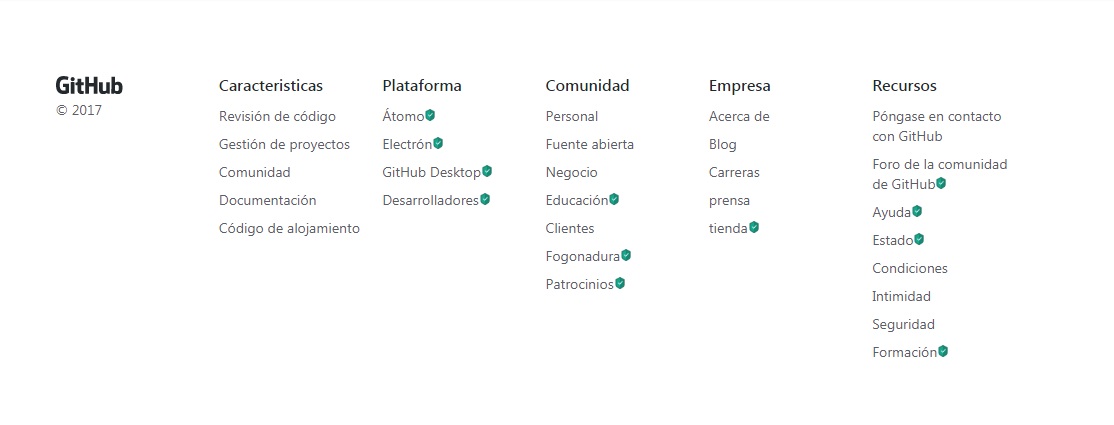 GitHub
© 2017
Caracteristicas
Revisión de código
Gestión de proyectos
Comunidad
Documentación
Código de alojamiento
Plataforma
Átomo
Electrón
GitHub Desktop
Desarrolladores
Comunidad
Personal
Fuente abierta
Negocio
Educación
Clientes
Fogonadura
Patrocinios
Empresa
Acerca de
Blog
Carreras
prensa
tienda
Recursos
Póngase en contacto
con GitHub
Foro de la comunidad
de GitHub
Ayuda
Estado
Condiciones
Intimidad
Seguridad
Formación